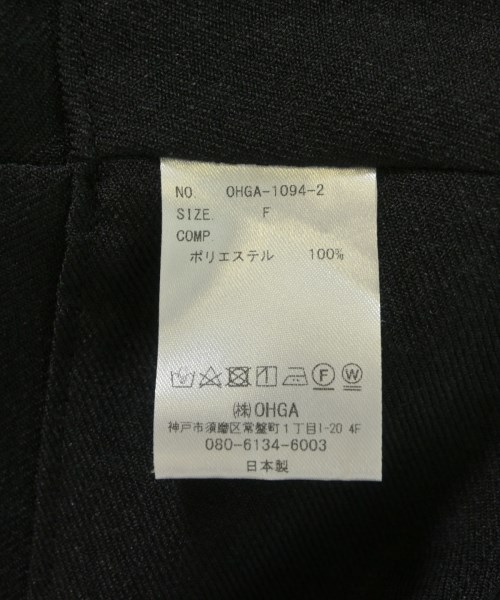 NO. OHGA-1094-2
SIZE. F
COMP.
ポリエステル 100%
F W
㈱OHGA
神戸市須磨区常盤町1丁目1-20 4F
080-6134-6003
日本製